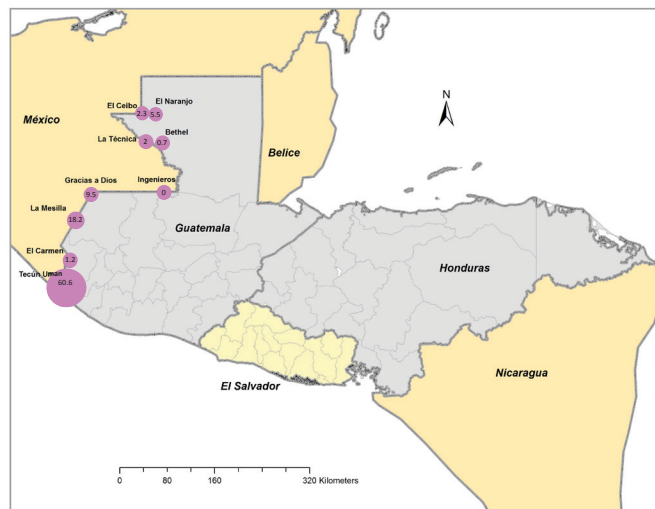 N
El Ceibo
El Naranjo
2.3
5.5
México
La Técnica
Bethel
2
0.7
Belice
Gracias a Dios
Ingenieros
9.5
0
La Mesilla
18.2
Guatemala
El Carmen
1.2
Honduras
Tecún Uman
60.6
Nicaragua
El Salvador
0
80
160
240
320 Kilometers